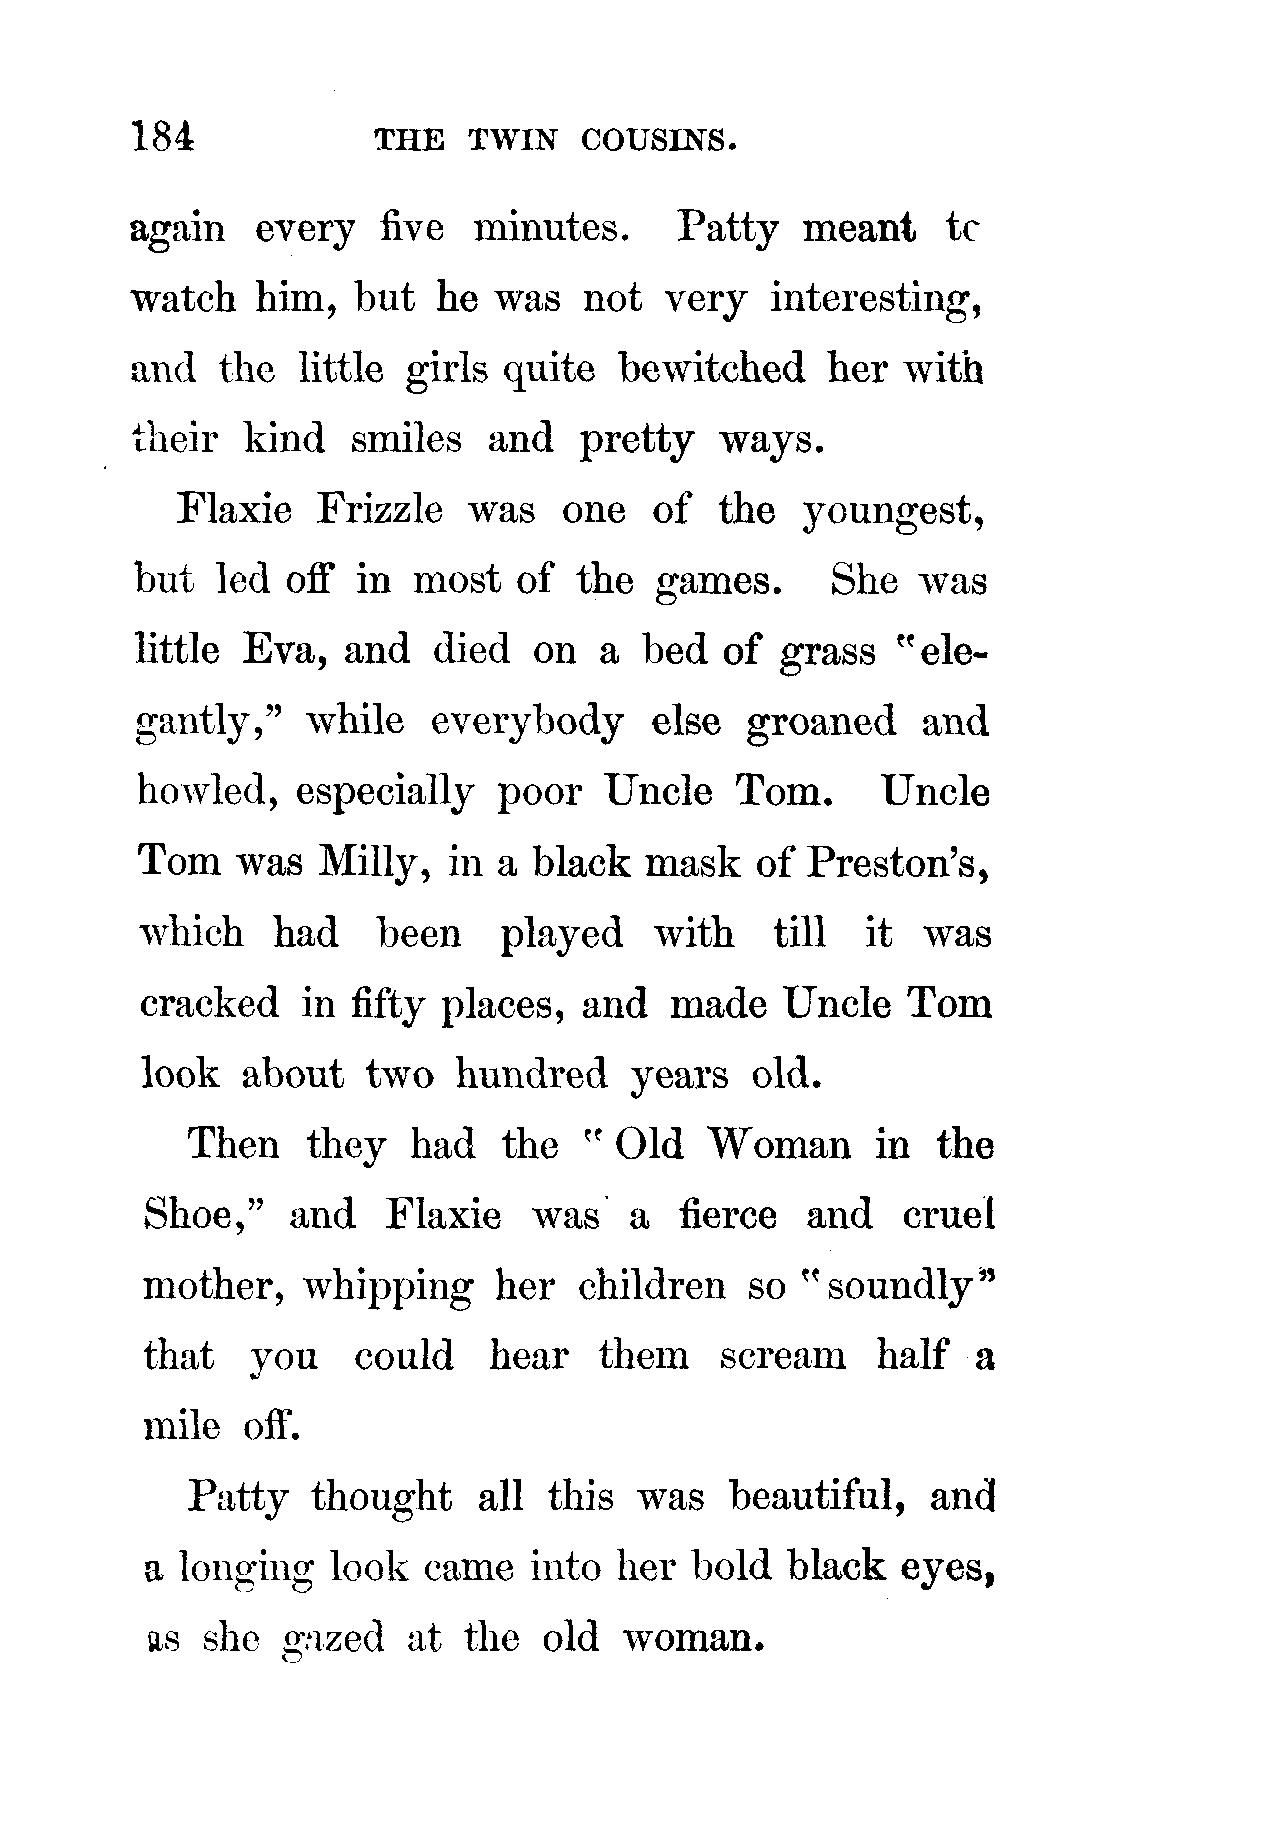 184 THE TWIN COUSINS.
again every five minutes. Patty meant to
watch him, but he was not very interesting,
and the little girls quite bewitched her with
their kind smiles and pretty ways.
Flaxie Frizzle was one of the youngest,
but led off in most of the games. She was
little Eva, and died on a bed of grass "ele-
gantly," while everybody else groaned and
howled, especially poor Uncle Tom. Uncle
Tom was Milly, in a black mask of Preston's,
which had been played with till it was
cracked in fifty places, and made Uncle Tom
look about two hundred years old.
Then they had the "Old Woman in the
Shoe," and Flaxie was a fierce and cruel
mother, whipping her children so "soundly"
that you could hear them scream half a
mile off.
Patty thought all this was beautiful, and
a longing look came into her bold black eyes,
as she gazed at the old woman.